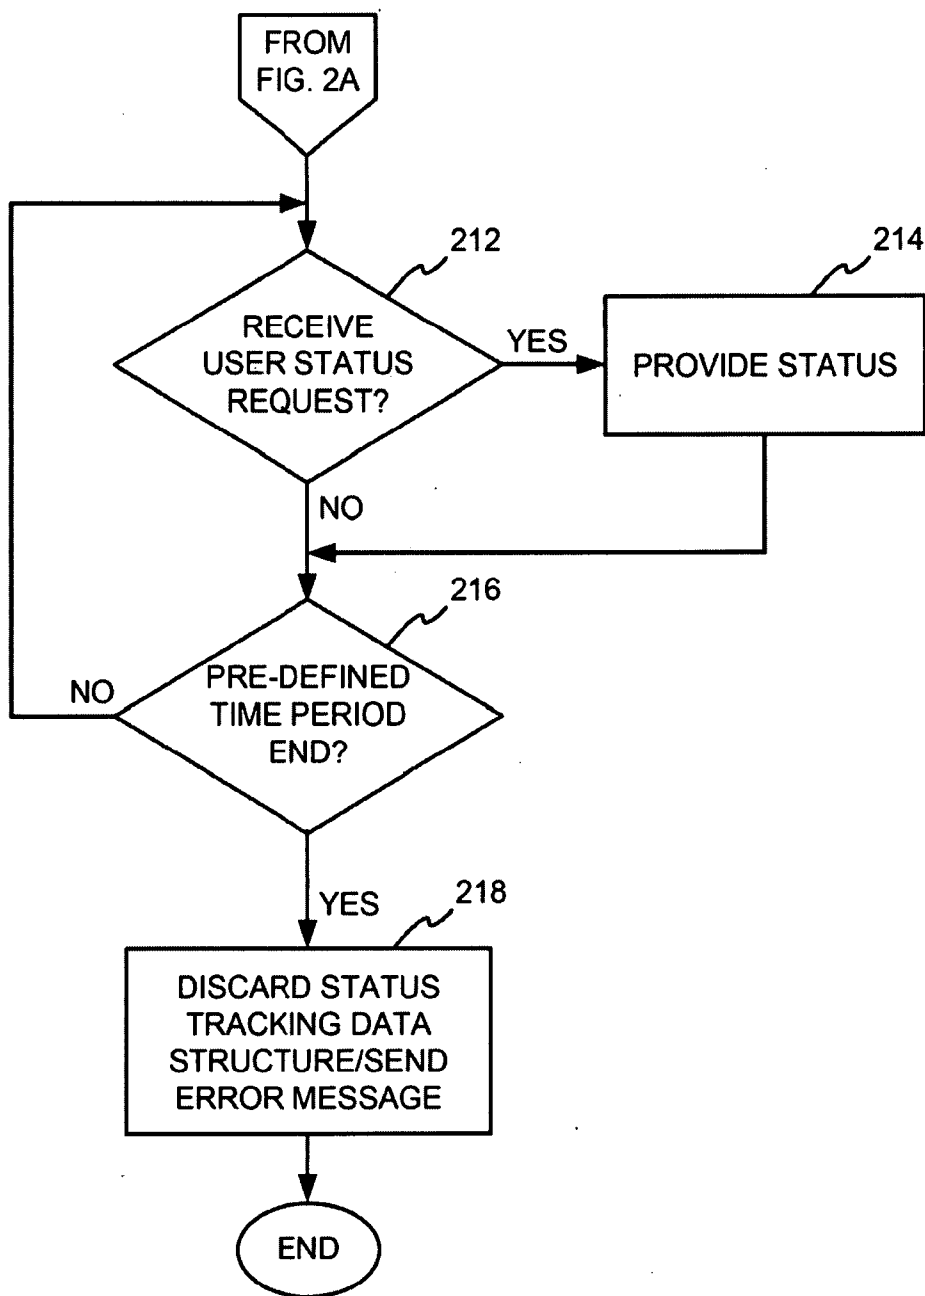 FROM
FIG. 2A
212
214
RECEIVE
USER STATUS
REQUEST?
YES
PROVIDE STATUS
NO
216
PRE-DEFINED
TIME PERIOD
END?
NO
YES
218
DISCARD STATUS
TRACKING DATA
STRUCTURE/SEND
ERROR MESSAGE
END